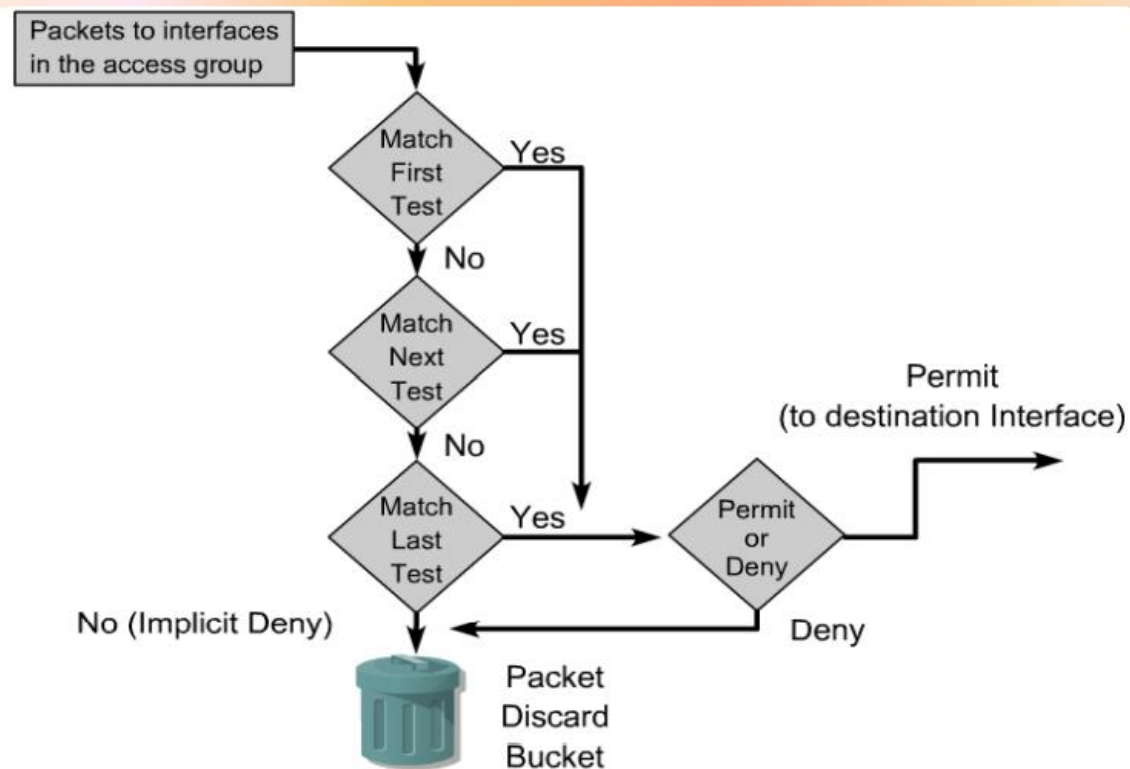 Packets to interfaces
in the access group
Match
First
Test
Yes
No
Match
Next
Test
Yes
No
Match
Last
Test
Yes
Permit
or
Deny
Permit
(to destination Interface)
No (Implicit Deny)
Deny
Packet
Discard
Bucket